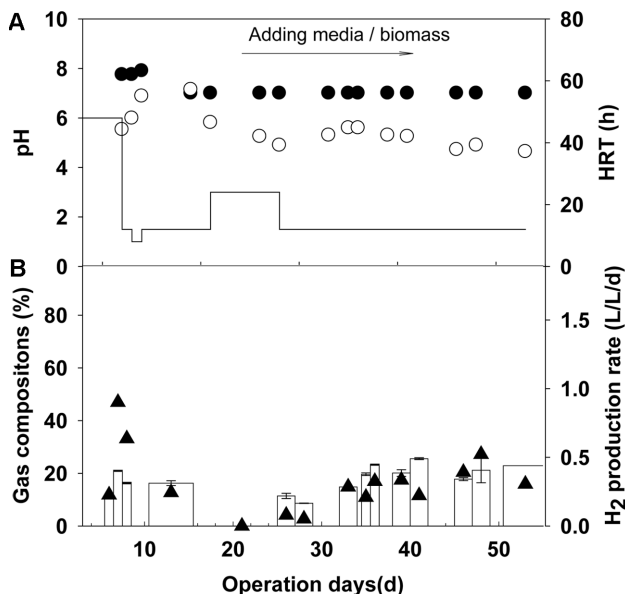 A
Adding media / biomass
10
8
6
4
2
0
pH
80
60
40
20
0
HRT (h)
B
80
60
40
20
0
Gas compositons (%)
1.5
1.0
0.5
0.0
H2 production rate (L/L/d)
10 20 30 40 50
Operation days(d)